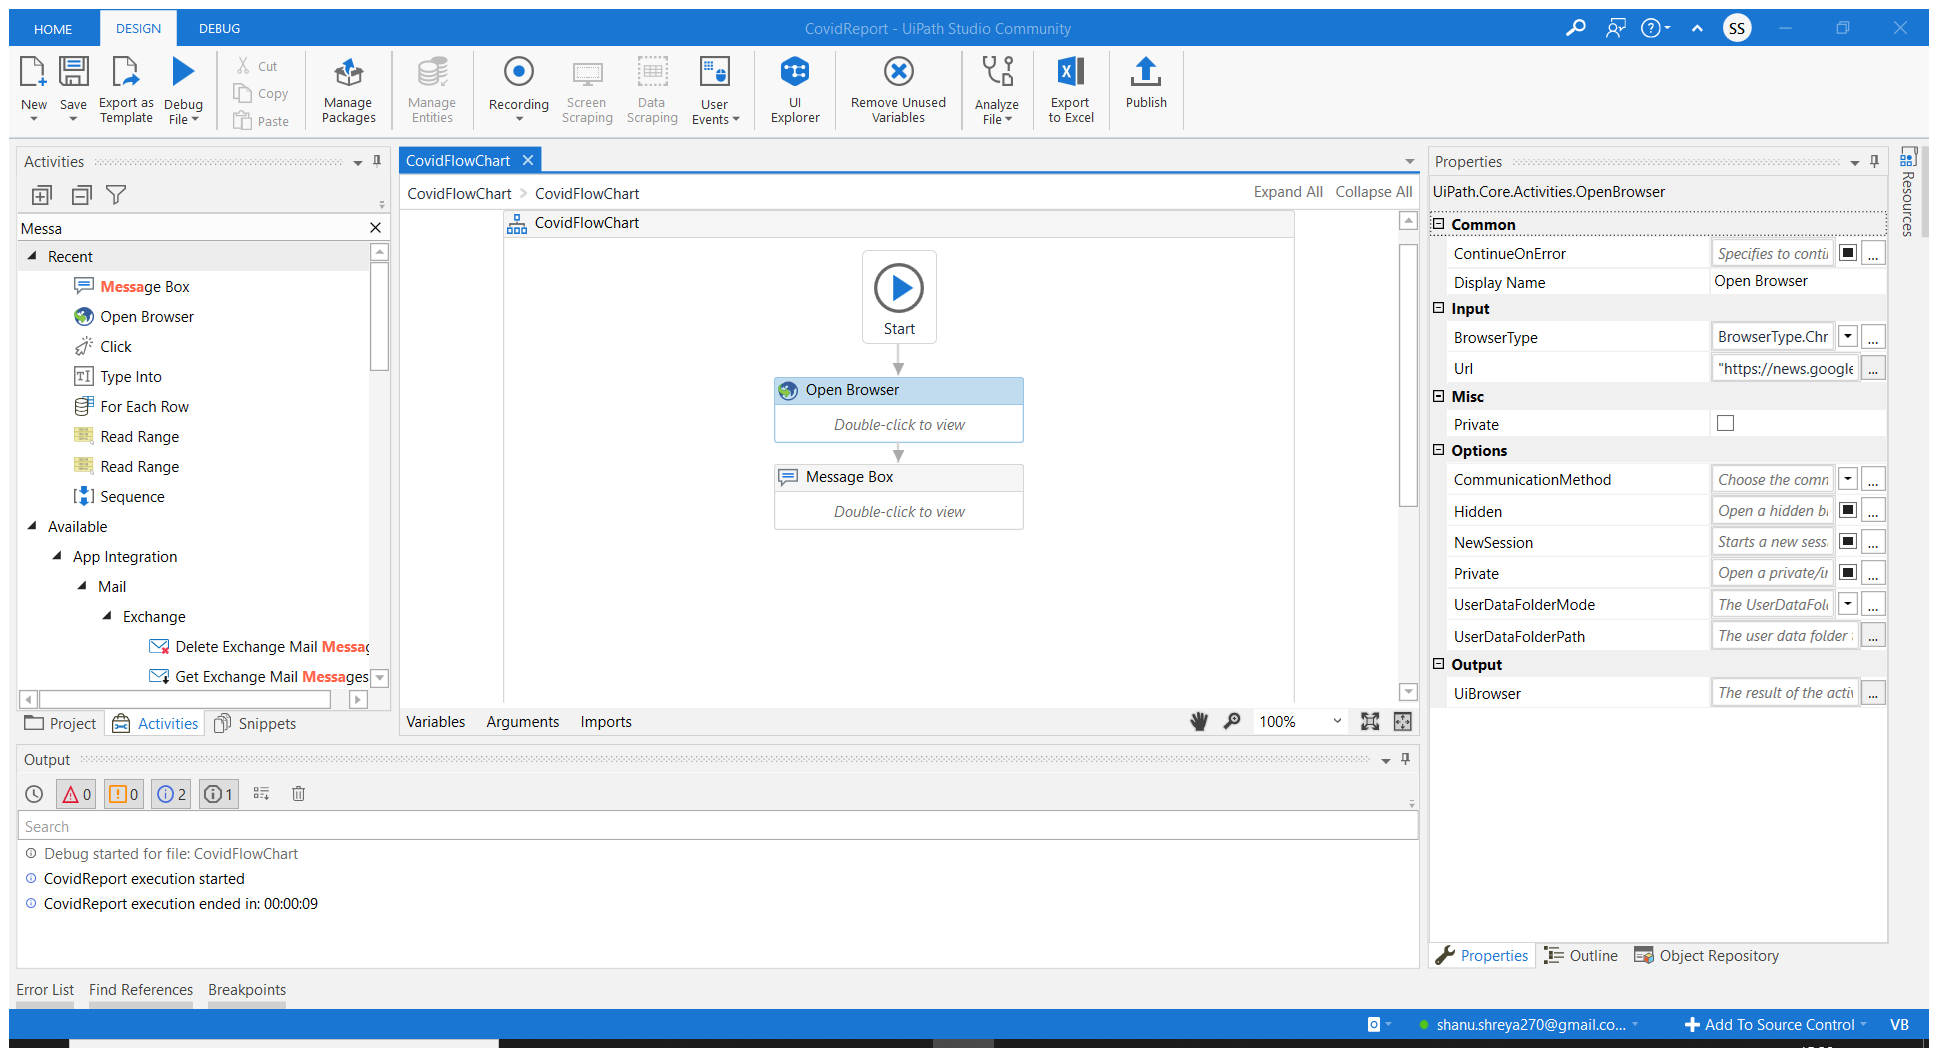 HOME DESIGN DEBUG
CovidReport - UiPath Studio Community
SS
New Save Export as Template Debug File
Cut
Copy
Paste
Manage Packages
Manage Entities
Recording
Screen Scraping
Data Scraping
User Events
UI Explorer
Remove Unused Variables
Analyze File
Export to Excel
Publish
Activities
Messa
Recent
Message Box
Open Browser
Click
Type Into
For Each Row
Read Range
Read Range
Sequence
Available
App Integration
Mail
Exchange
Delete Exchange Mail Messag
Get Exchange Mail Messages
Project Activities Snippets
CovidFlowChart
CovidFlowChart > CovidFlowChart
Expand All Collapse All
CovidFlowChart
Start
Open Browser
Double-click to view
Message Box
Double-click to view
Variables Arguments Imports
100%
Properties
UiPath.Core.Activities.OpenBrowser
Common
ContinueOnError Specifies to conti ...
Display Name Open Browser
Input
BrowserType BrowserType.Chr ...
Url "https://news.google ...
Misc
Private
Options
CommunicationMethod Choose the comm ...
Hidden Open a hidden b ...
NewSession Starts a new sess ...
Private Open a private/i ...
UserDataFolderMode The UserDataFol ...
UserDataFolderPath The user data folder ...
Output
UiBrowser The result of the activ ...
Properties Outline Object Repository
Resources
Output
0 0 2 1
Search
Debug started for file: CovidFlowChart
CovidReport execution started
CovidReport execution ended in: 00:00:09
Error List Find References Breakpoints
shanu.shreya270@gmail.co...
Add To Source Control
VB